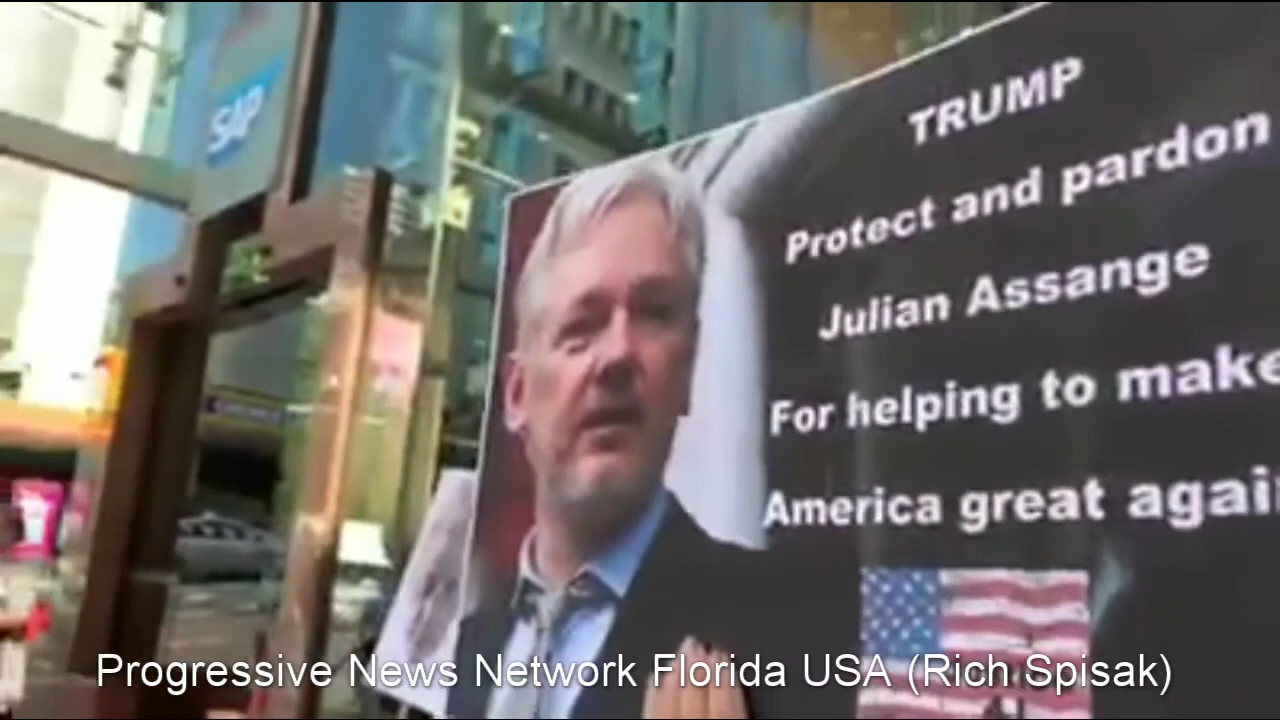 SAP
TRUMP
Protect and pardon
Julian Assange
For helping to make
America great again
Progressive News Network Florida USA (Rich Spisak)